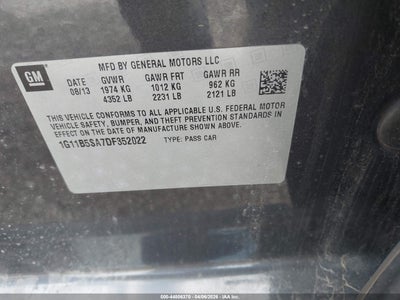 MFD BY GENERAL MOTORS LLC
GM
DATE GVWR GAWR FRT GAWR RR
08/13 1974 KG 1012 KG 962 KG
4352 LB 2231 LB 2121 LB
THIS VEHICLE CONFORMS TO ALL APPLICABLE U.S. FEDERAL MOTOR
VEHICLE SAFETY, BUMPER, AND THEFT PREVENTION STANDARDS IN
EFFECT ON THE DATE OF MANUFACTURE SHOWN ABOVE.
1G11B5SA7DF352022 TYPE: PASS CAR